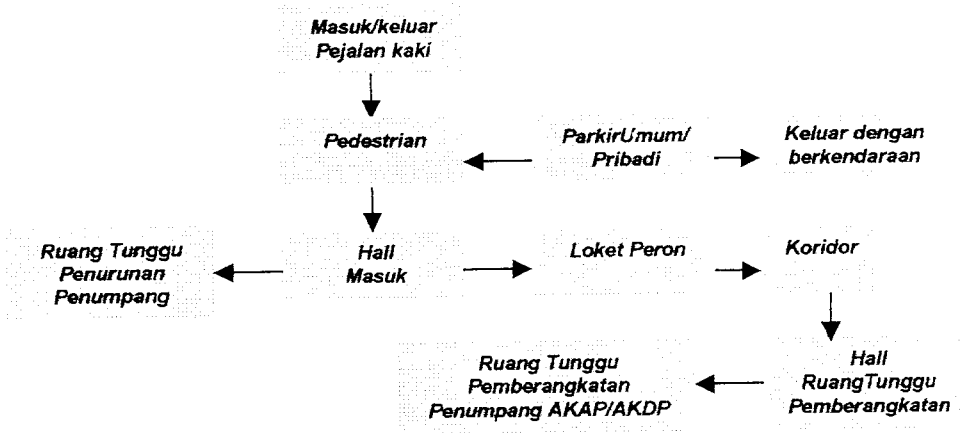 Masuk/keluar
Pejalan kaki
Pedestrian
ParkirUmum/
Pribadi
Keluar dengan
berkendaraan
Ruang Tunggu
Penurunan
Penumpang
Hall
Masuk
Loket Peron
Koridor
Ruang Tunggu
Pemberangkatan
Penumpang AKAP/AKDP
Hall
RuangTunggu
Pemberangkatan